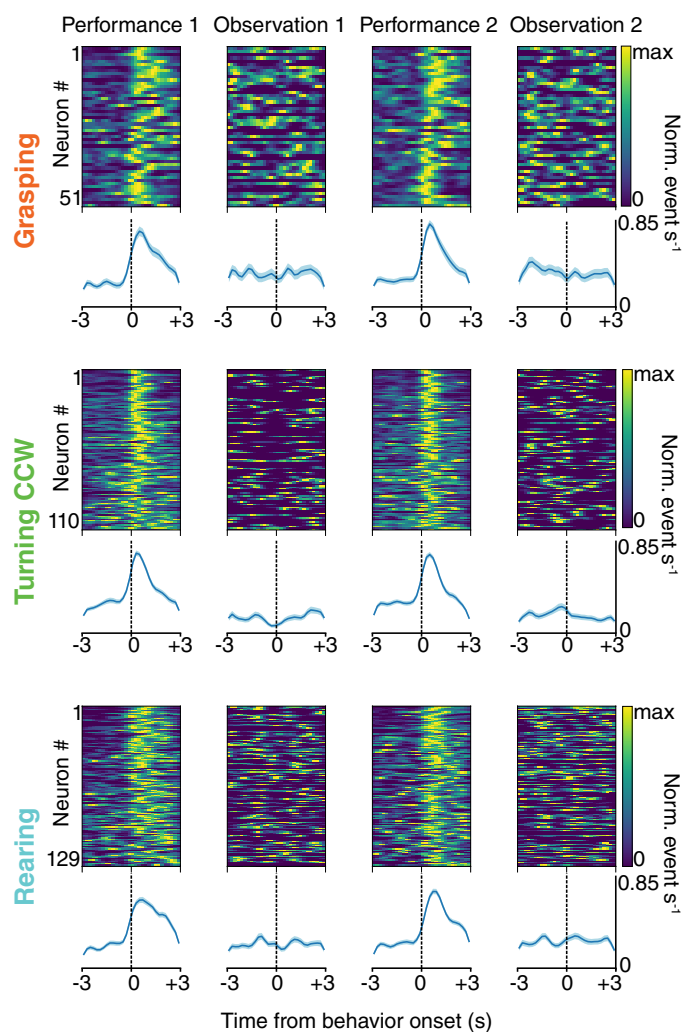 Performance 1 Observation 1 Performance 2 Observation 2
Grasping
Neuron #
1
51
max
0
Norm. event s⁻¹
0.85
0
-3 0 +3 -3 0 +3 -3 0 +3 -3 0 +3
Turning CCW
Neuron #
1
110
max
0
Norm. event s⁻¹
0.85
0
-3 0 +3 -3 0 +3 -3 0 +3 -3 0 +3
Rearing
Neuron #
1
129
max
0
Norm. event s⁻¹
0.85
0
-3 0 +3 -3 0 +3 -3 0 +3 -3 0 +3
Time from behavior onset (s)